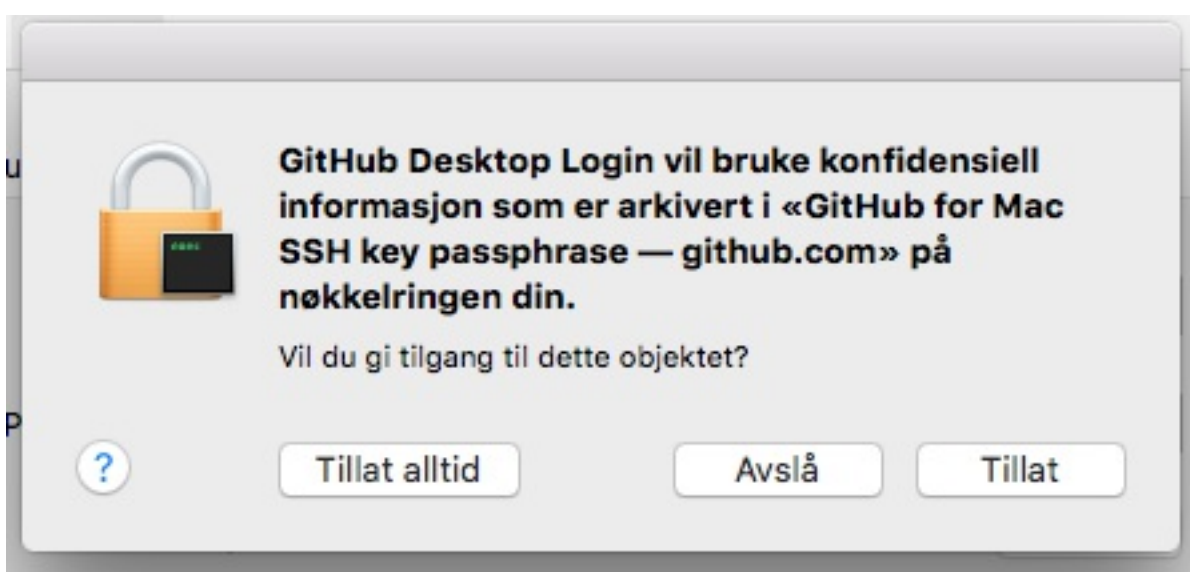 GitHub Desktop Login vil bruke konfidensiell
informasjon som er arkivert i «GitHub for Mac
SSH key passphrase — github.com» på
nøkkelringen din.
Vil du gi tilgang til dette objektet?
u
P
?
Tillat alltid
Avslå
Tillat